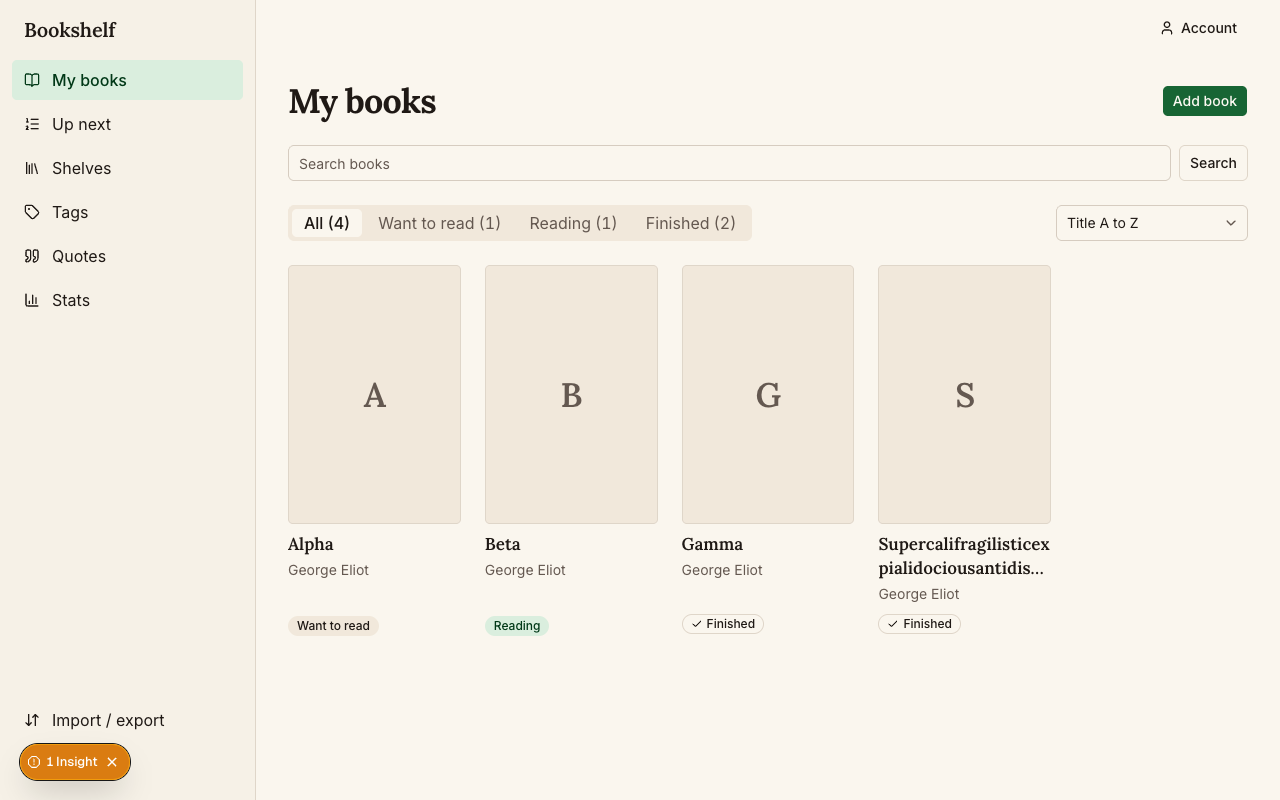 Bookshelf
Account
My books
Up next
Shelves
Tags
Quotes
Stats
Import / export
1 Insight
My books
Add book
Search books
Search
All (4)
Want to read (1)
Reading (1)
Finished (2)
Title A to Z
A
B
G
S
Alpha
George Eliot
Want to read
Beta
George Eliot
Reading
Gamma
George Eliot
Finished
Supercalifragilisticex
pialidociousantidis...
George Eliot
Finished